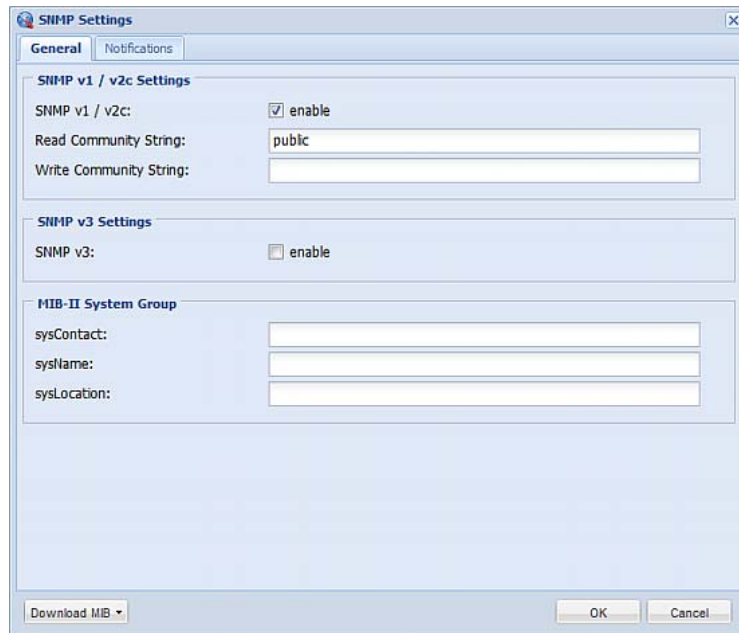 SNMP Settings
General Notifications
SNMP v1 / v2c Settings
SNMP v1 / v2c: enable
Read Community String: public
Write Community String:
SNMP v3 Settings
SNMP v3: enable
MIB-II System Group
sysContact:
sysName:
sysLocation:
Download MIB OK Cancel